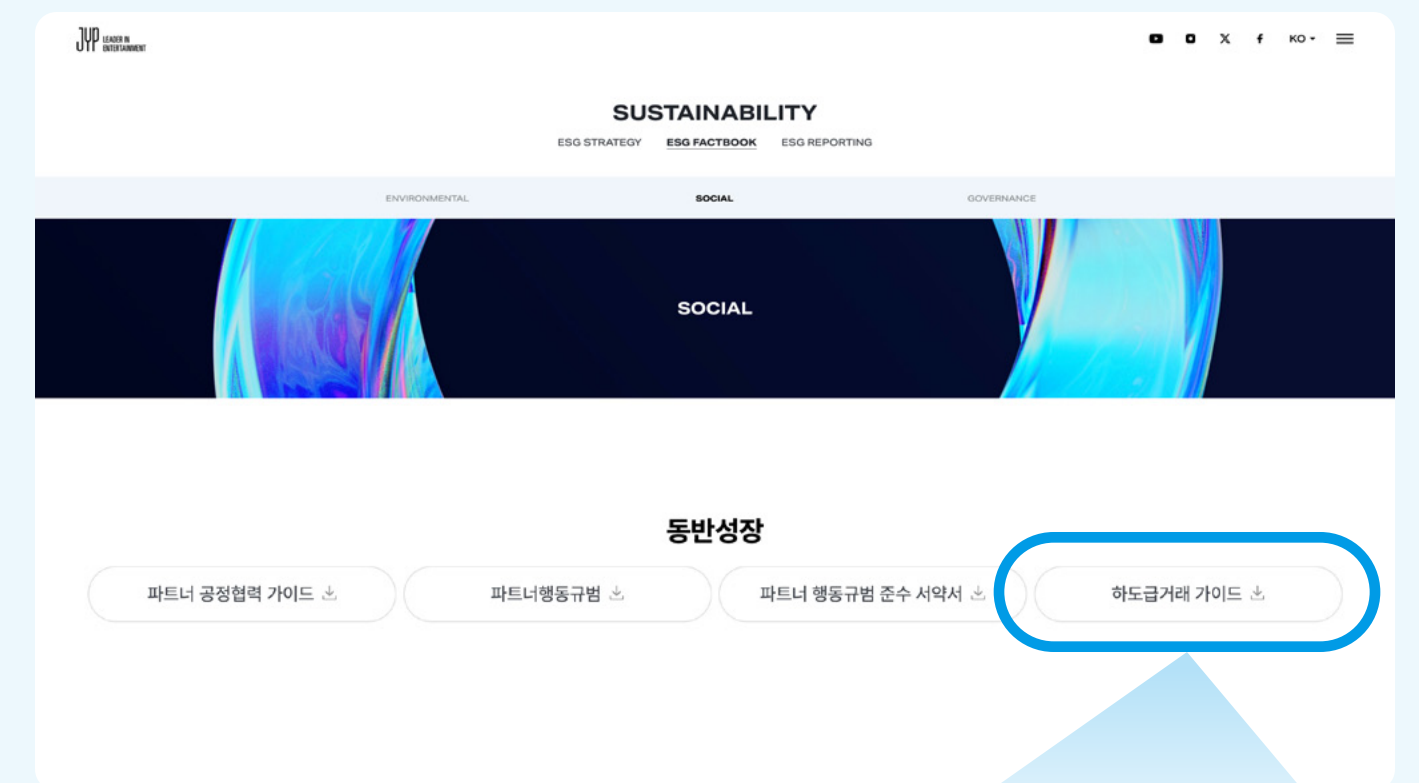 JYP LEADER IN
ENTERTAINMENT
KO
SUSTAINABILITY
ESG STRATEGY ESG FACTBOOK ESG REPORTING
ENVIRONMENTAL SOCIAL GOVERNANCE
SOCIAL
동반성장
파트너 공정협력 가이드 파트너행동규범 파트너 행동규범 준수 서약서 하도급거래 가이드